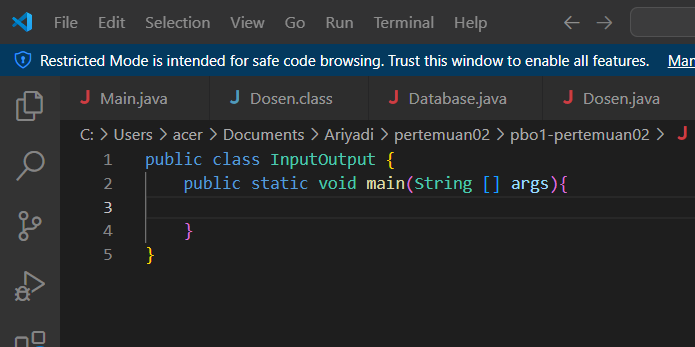 File Edit Selection View Go Run Terminal Help
Restricted Mode is intended for safe code browsing. Trust this window to enable all features. Man
J Main.java J Dosen.class J Database.java J Dosen.java
C: > Users > acer > Documents > Ariyadi > pertemuan02 > pbo1-pertemuan02 > J
1 public class InputOutput {
2 public static void main(String [] args){
3
4 }
5 }